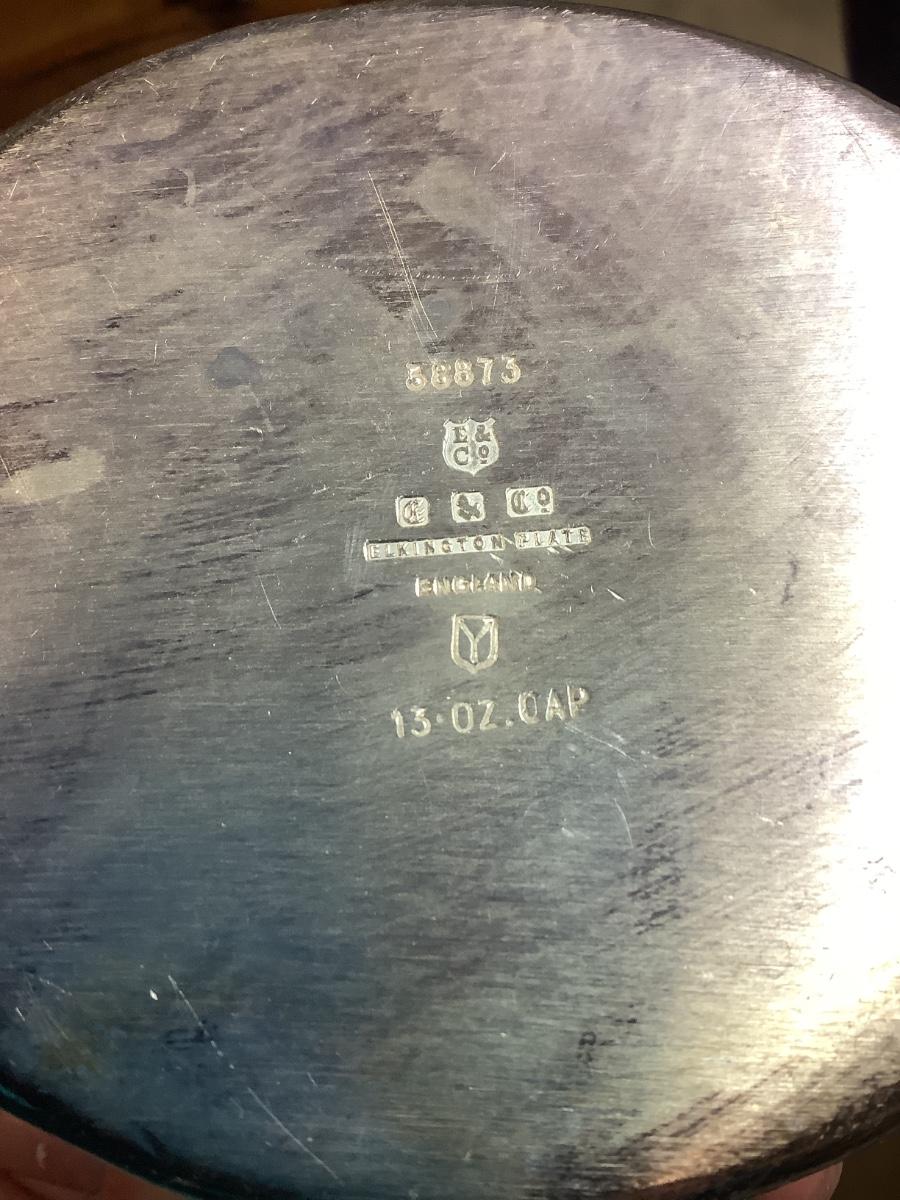 58873
E &
Co
E & Co
ELKINGTON PLATE
ENGLAND
Y
13·OZ.CAP